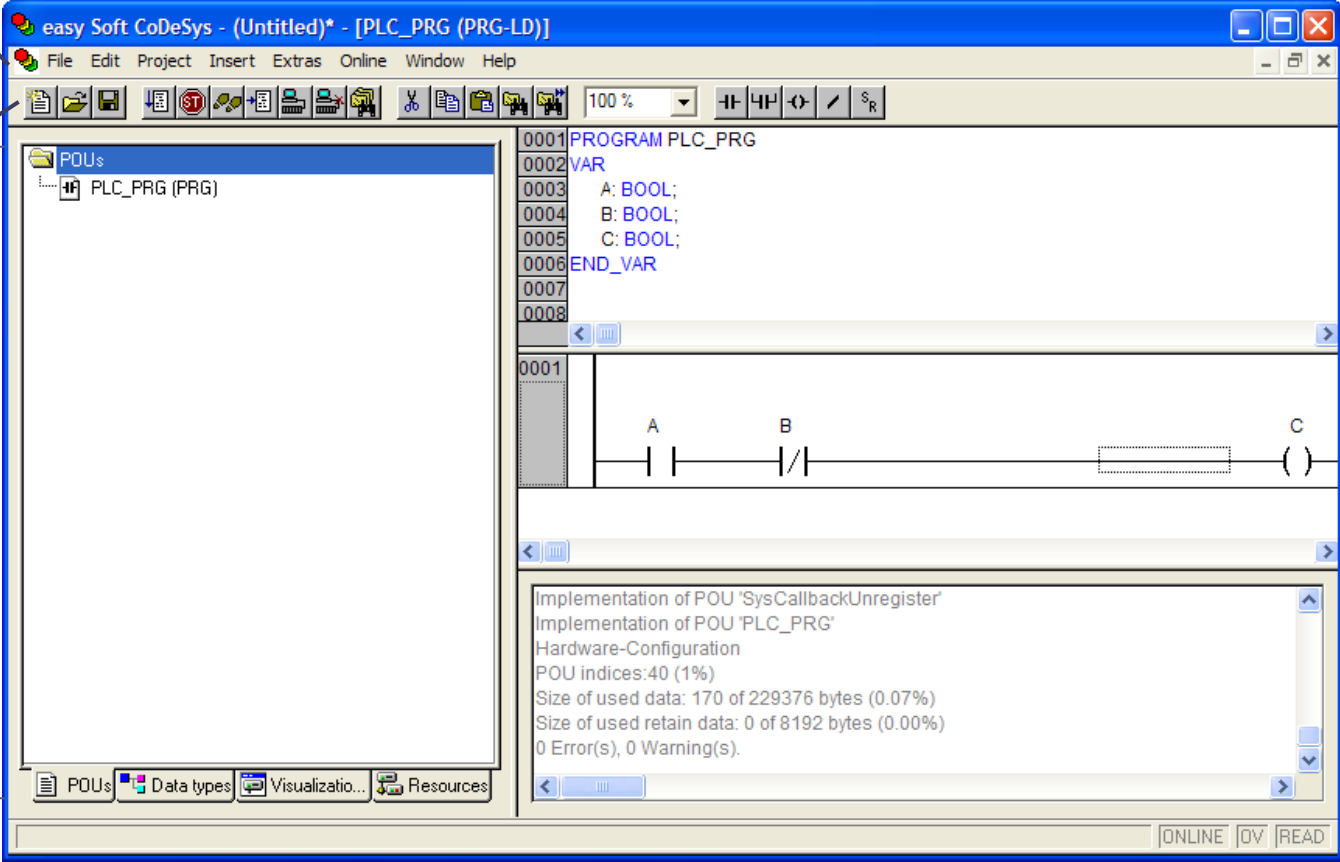 easy Soft CoDeSys - (Untitled)* - [PLC_PRG (PRG-LD)]
File Edit Project Insert Extras Online Window Help
ST 100 % S R
POUs
PLC_PRG (PRG)
0001 PROGRAM PLC_PRG
0002 VAR
0003 A: BOOL;
0004 B: BOOL;
0005 C: BOOL;
0006 END_VAR
0007
0008
0001
A B C
Implementation of POU 'SysCallbackUnregister'
Implementation of POU 'PLC_PRG'
Hardware-Configuration
POU indices:40 (1%)
Size of used data: 170 of 229376 bytes (0.07%)
Size of used retain data: 0 of 8192 bytes (0.00%)
0 Error(s), 0 Warning(s).
POUs Data types Visualizatio... Resources
ONLINE OV READ